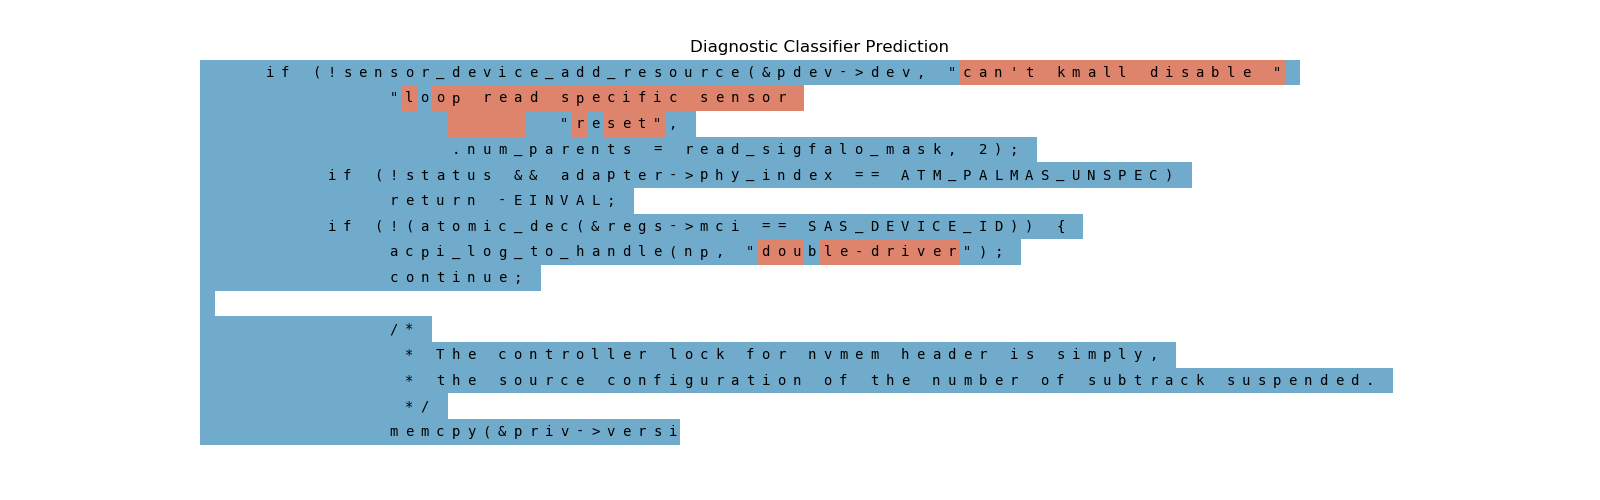 Diagnostic Classifier Prediction
if (!sensor_device_add_resource(&pdev->dev, "can't kmall disable "
"loop read specific sensor
"reset",
.num_parents = read_sigfalo_mask, 2);
if (!status && adapter->phy_index == ATM_PALMAS_UNSPEC)
return -EINVAL;
if (!(atomic_dec(&regs->mci == SAS_DEVICE_ID)) {
acpi_log_to_handle(np, "double-driver");
continue;
/*
* The controller lock for nvmem header is simply,
* the source configuration of the number of subtrack suspended.
*/
memcpy(&priv->versi